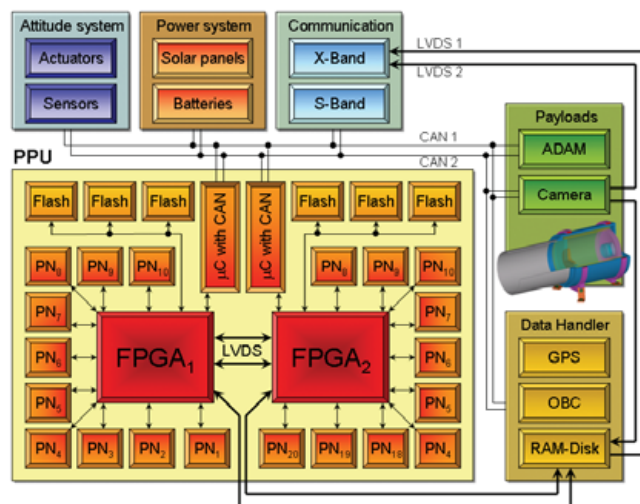 Attitude system
Power system
Communication
Actuators
Solar panels
X-Band
LVDS 1
LVDS 2
Sensors
Batteries
S-Band
Payloads
CAN 1
ADAM
PPU
CAN 2
Flash
Flash
Flash
µC with CAN
µC with CAN
Flash
Flash
Flash
Camera
PN8
PN9
PN10
PN8
PN9
PN10
PN7
PN7
FPGA1
LVDS
FPGA2
Data Handler
PN6
PN6
GPS
PN5
PN5
OBC
PN4
PN3
PN2
PN1
PN20
PN19
PN18
PN4
RAM-Disk